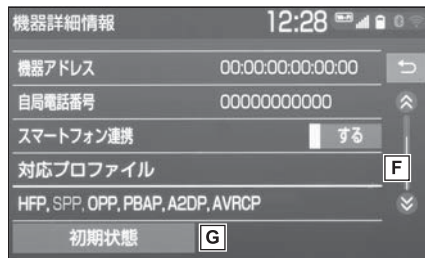 機器詳細情報 12:28
機器アドレス 00:00:00:00:00:00
自局電話番号 00000000000
スマートフォン連携 する
対応プロファイル F
HFP, SPP, OPP, PBAP, A2DP, AVRCP
初期状態 G